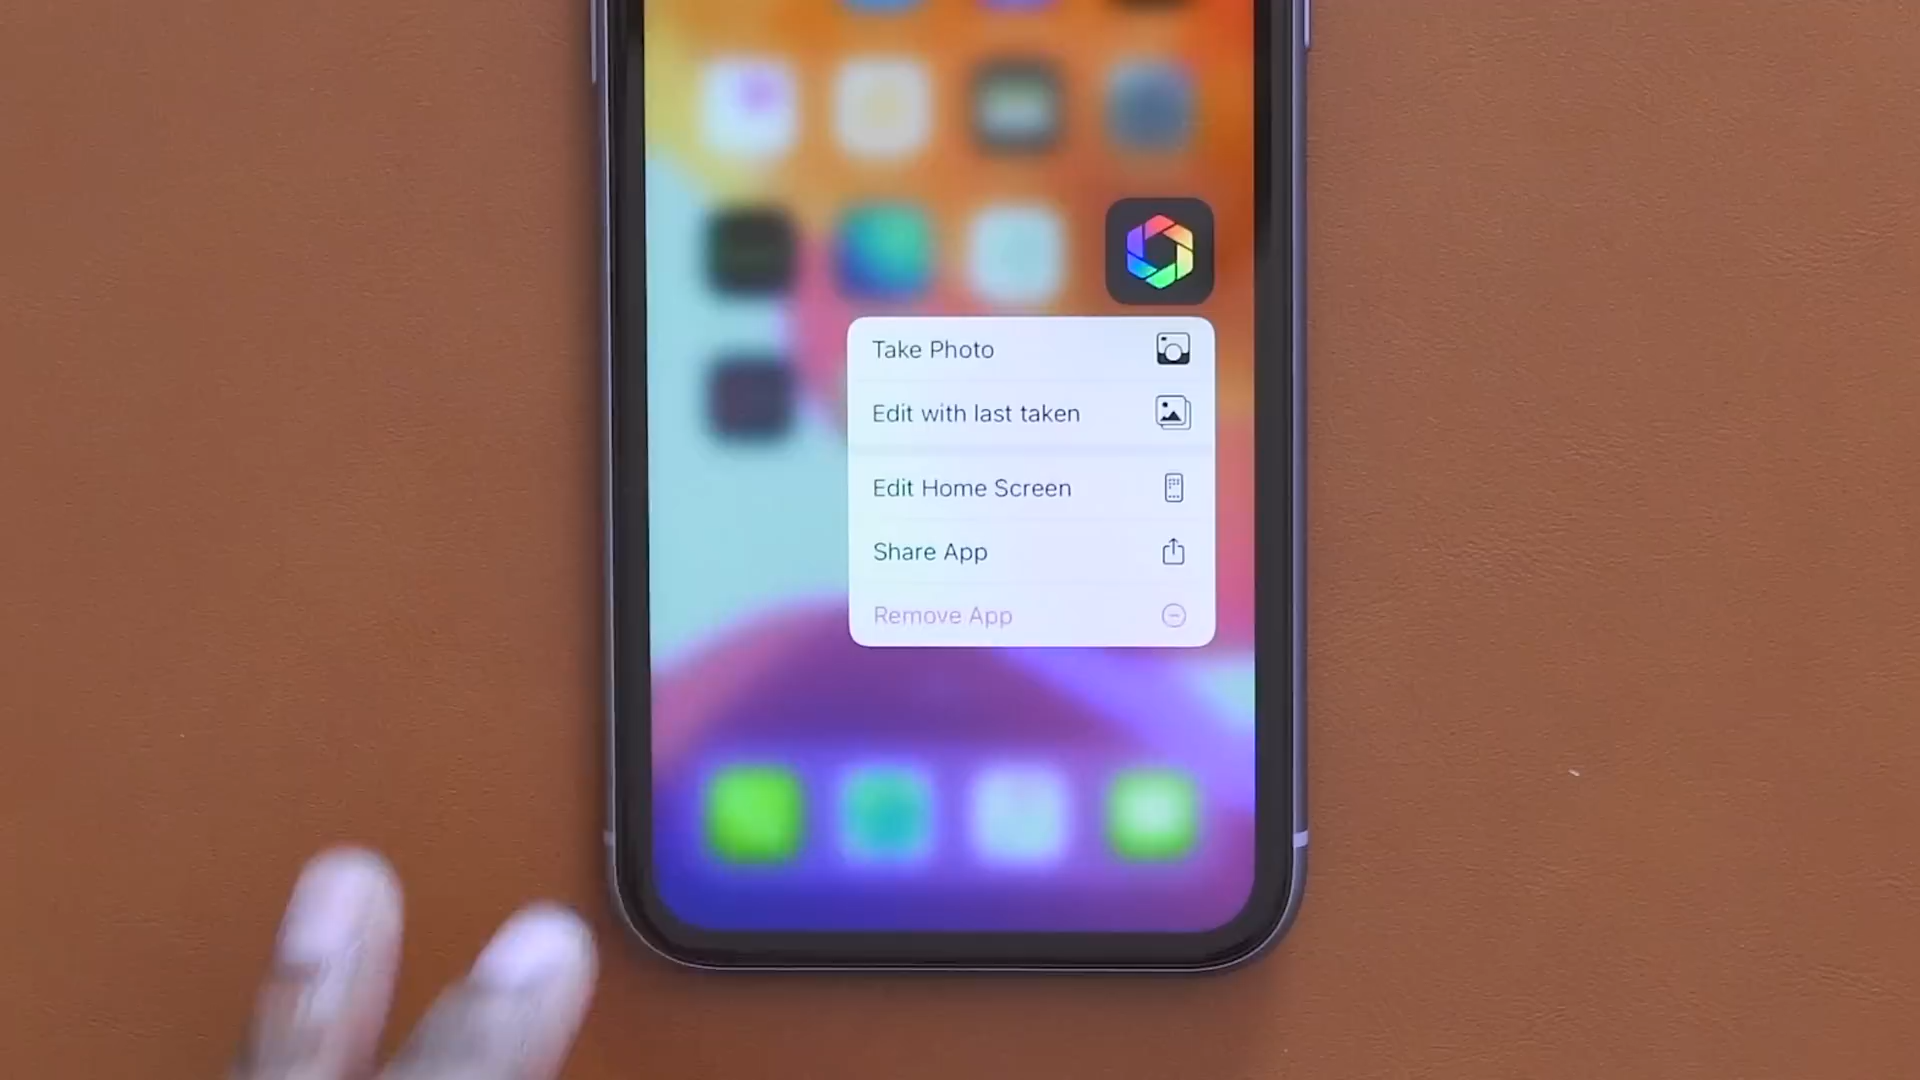 Take Photo
Edit with last taken
Edit Home Screen
Share App
Remove App